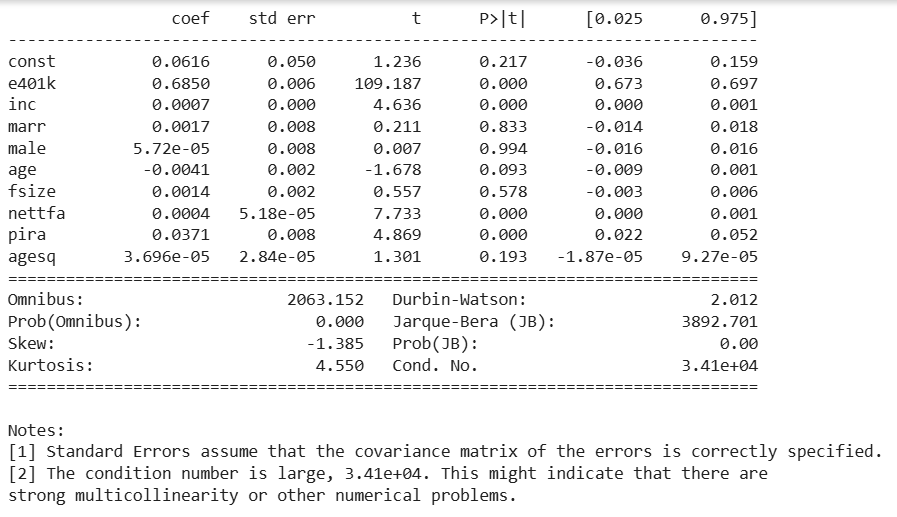 coef std err t P>|t| [0.025 0.975]
------------------------------------------------------------------------------
const 0.0616 0.050 1.236 0.217 -0.036 0.159
e401k 0.6850 0.006 109.187 0.000 0.673 0.697
inc 0.0007 0.000 4.636 0.000 0.000 0.001
marr 0.0017 0.008 0.211 0.833 -0.014 0.018
male 5.72e-05 0.008 0.007 0.994 -0.016 0.016
age -0.0041 0.002 -1.678 0.093 -0.009 0.001
fsize 0.0014 0.002 0.557 0.578 -0.003 0.006
nettfa 0.0004 5.18e-05 7.733 0.000 0.000 0.001
pira 0.0371 0.008 4.869 0.000 0.022 0.052
agesq 3.696e-05 2.84e-05 1.301 0.193 -1.87e-05 9.27e-05
==============================================================================
Omnibus: 2063.152 Durbin-Watson: 2.012
Prob(Omnibus): 0.000 Jarque-Bera (JB): 3892.701
Skew: -1.385 Prob(JB): 0.00
Kurtosis: 4.550 Cond. No. 3.41e+04
==============================================================================
Notes:
[1] Standard Errors assume that the covariance matrix of the errors is correctly specified.
[2] The condition number is large, 3.41e+04. This might indicate that there are
strong multicollinearity or other numerical problems.